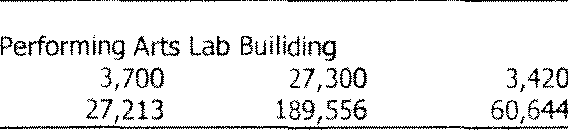 Performing Arts Lab Builiding
3,700 27,300 3,420
27,213 189,556 60,644